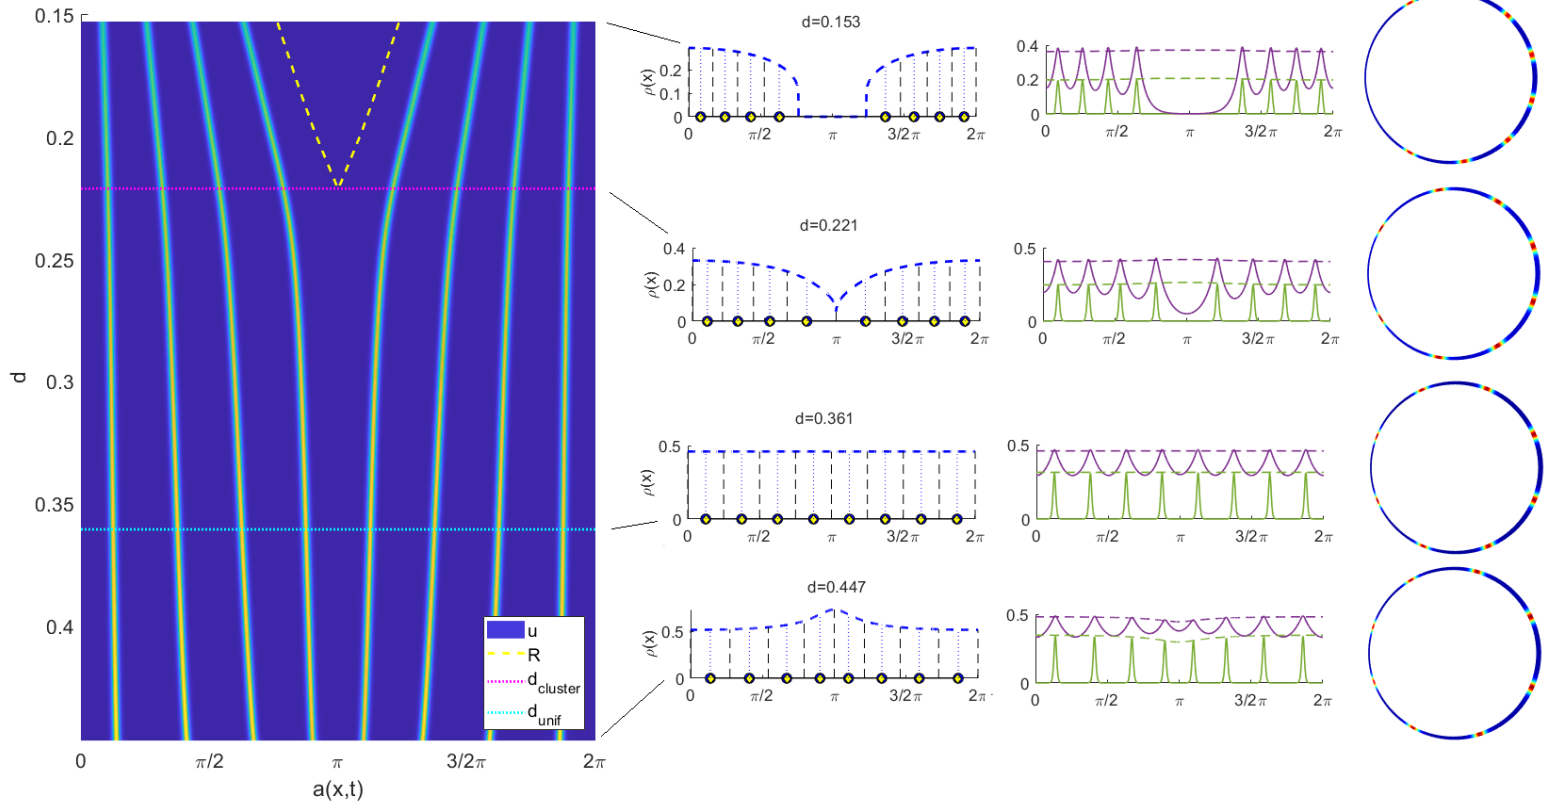 0.15
0.2
0.25
0.3
0.35
0.4
d
0 π/2 π 3/2π 2π
a(x,t)
u
R
d_cluster
d_unif
d=0.153
ρ(x)
0.2
0.1
0
0 π/2 π 3/2π 2π
0.4
0.2
0
0 π/2 π 3/2π 2π
d=0.221
ρ(x)
0.4
0.2
0
0 π/2 π 3/2π 2π
0.5
0
0 π/2 π 3/2π 2π
d=0.361
ρ(x)
0.5
0
0 π/2 π 3/2π 2π
0.5
0
0 π/2 π 3/2π 2π
d=0.447
ρ(x)
0.5
0
0 π/2 π 3/2π 2π
0.5
0
0 π/2 π 3/2π 2π